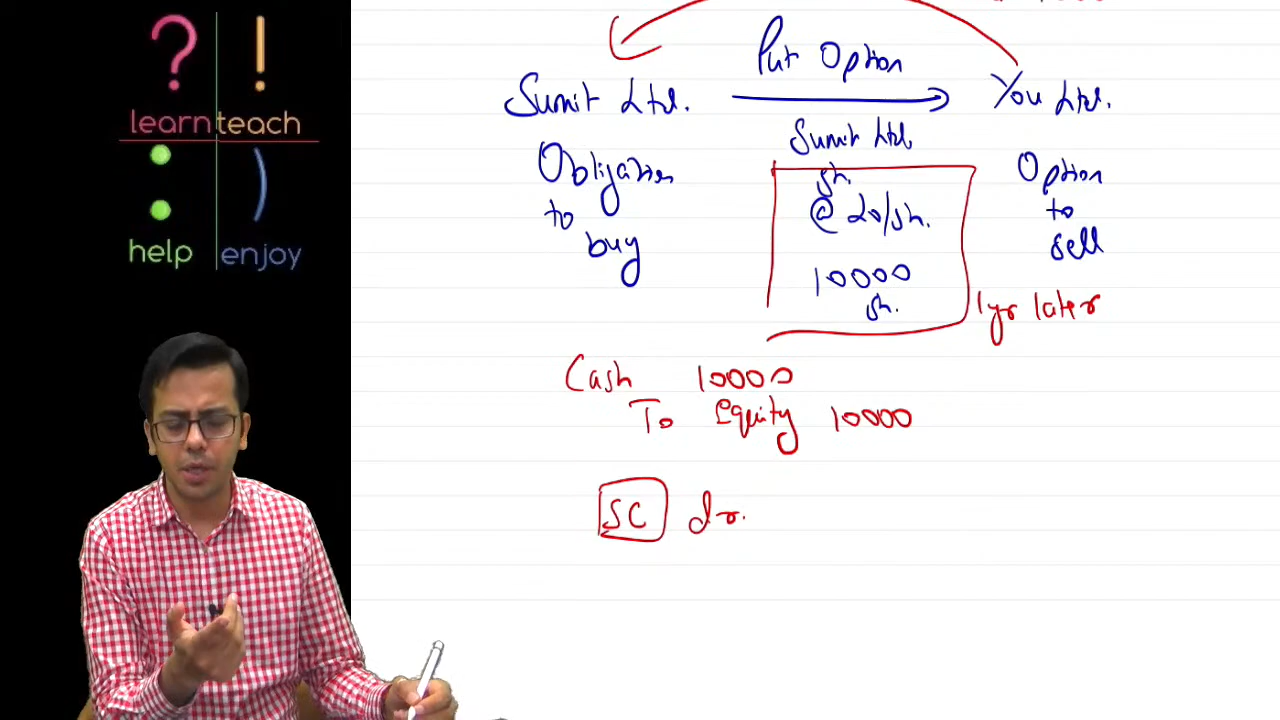 ? !
learn teach
: )
help enjoy
Put Option
Sumit Ltd. You Ltd.
Sumit Ltd
Obligation to buy
sh.
@ 20/sh.
10000
sh.
Option to sell
1yr later
Cash 10000
To Equity 10000
SC dr.